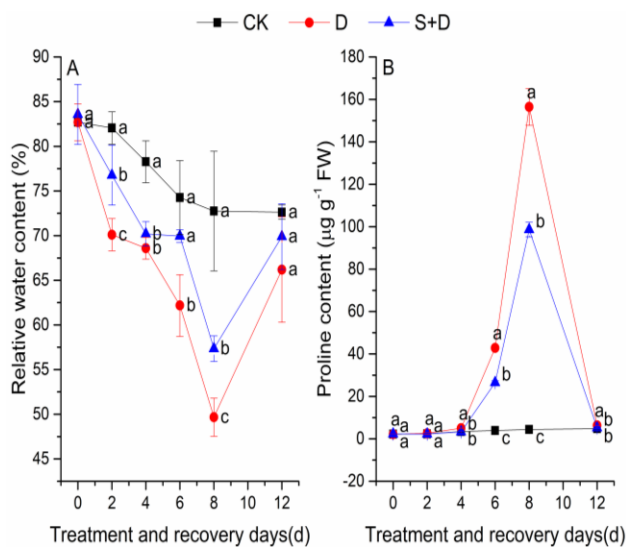 CK D S+D
A
Relative water content (%)
85
80
75
70
65
60
55
50
45
0 2 4 6 8 10 12
Treatment and recovery days(d)
a
a
a
b
c
a
b
b
a
a
b
a
b
c
a
a
a
B
Proline content (µg g-1 FW)
180
160
140
120
100
80
60
40
20
0
-20
0 2 4 6 8 10 12
Treatment and recovery days(d)
a
a
a
a
a
a
a
b
b
a
b
c
a
b
c
a
b
b